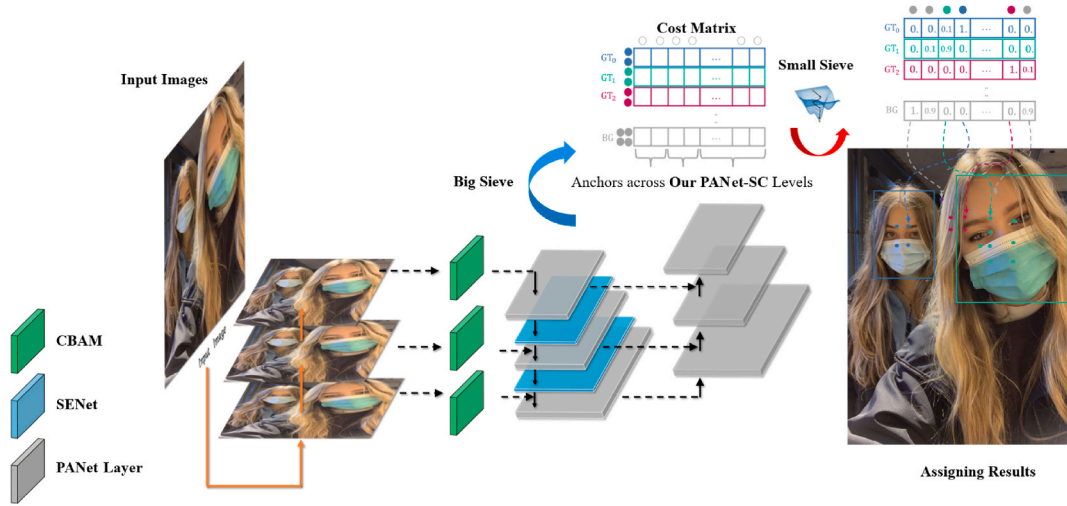 Cost Matrix
GT0
GT1
GT2
BG
...
...
...
...
Small Sieve
GT0 0. 0. 0.1 1. ... 0. 0.
GT1 0. 0.1 0.9 0. ... 0. 0.
GT2 0. 0. 0. 0. ... 1. 0.1
BG 1. 0.9 0. 0. ... 0. 0.9
Input Images
Big Sieve
Anchors across Our PANet-SC Levels
Input Image
CBAM
SENet
PANet Layer
Assigning Results